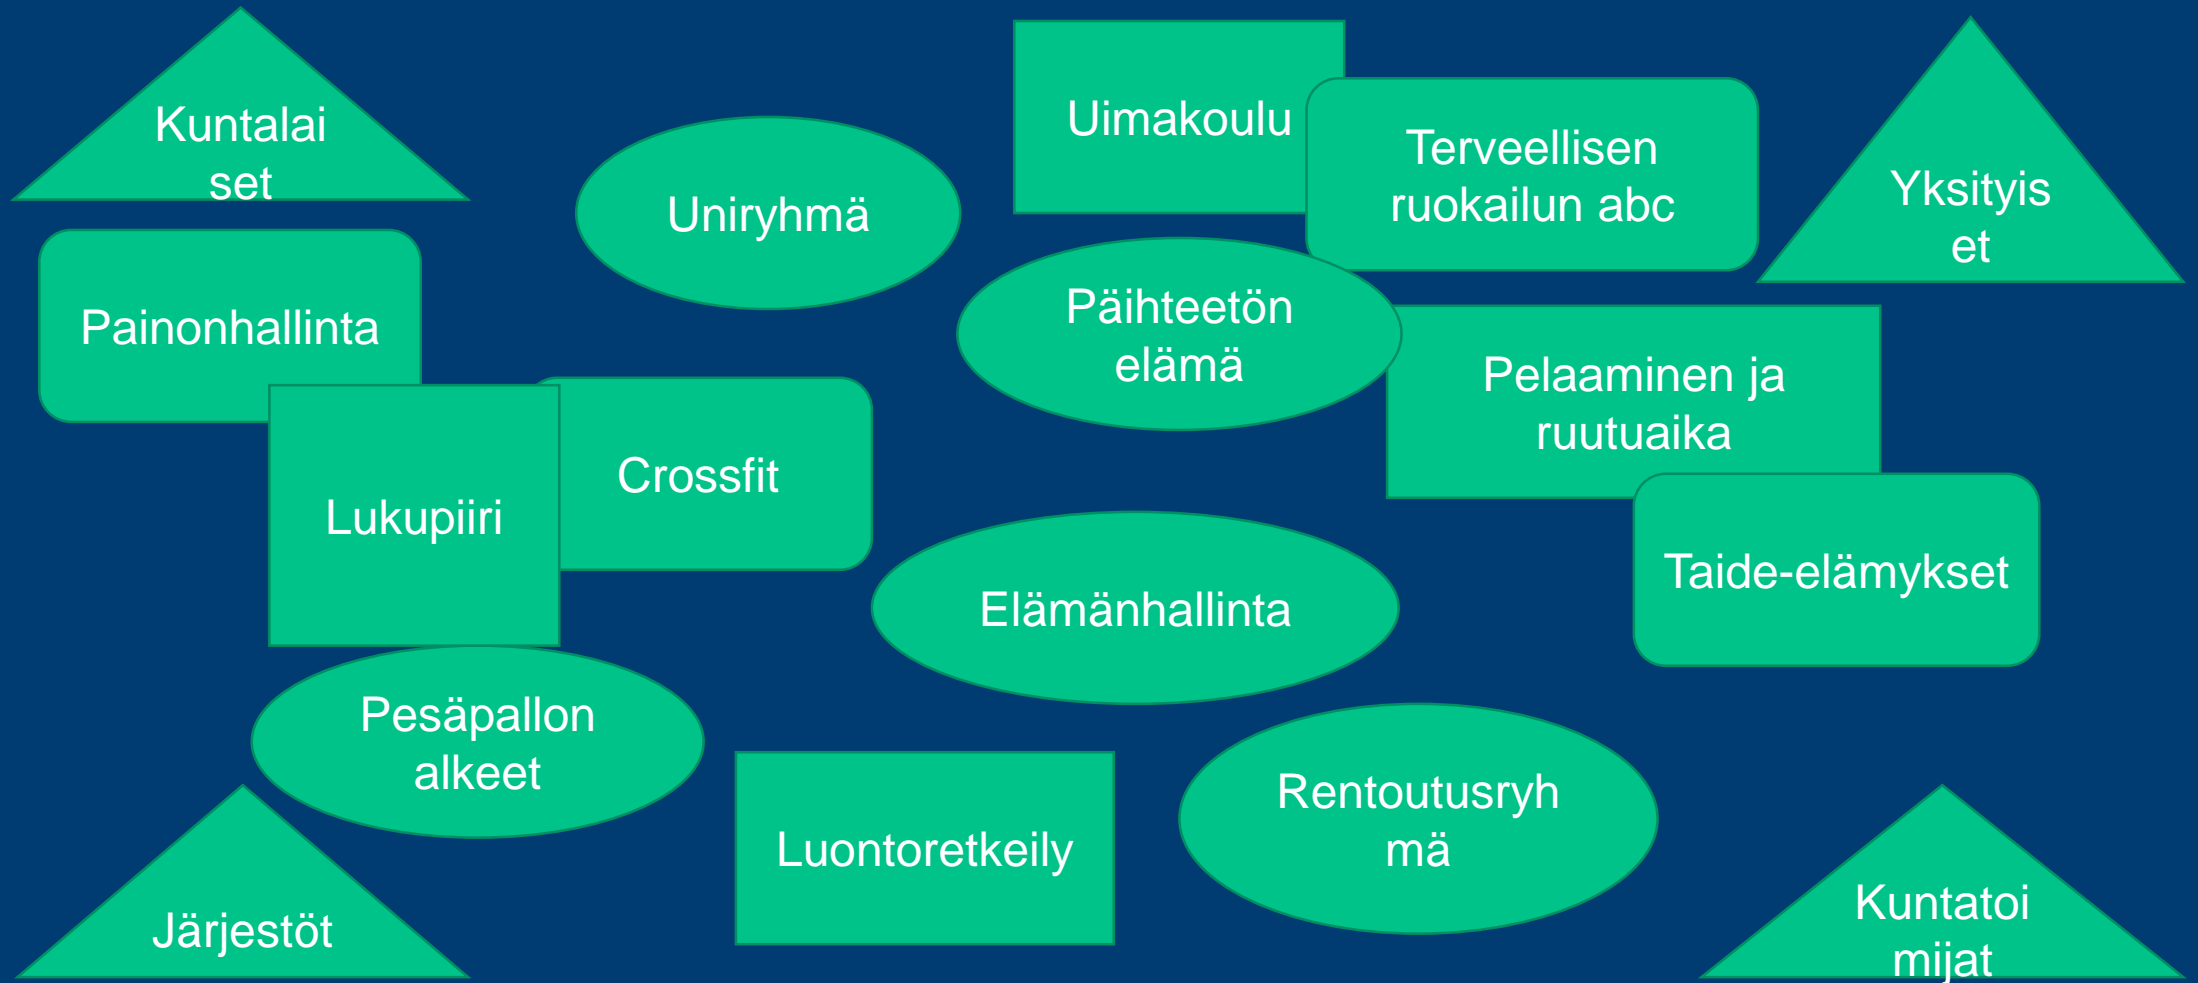 Kuntalai
set
Uniryhmä
Uimakoulu
Terveellisen
ruokailun abc
Yksityis
et
Painonhallinta
Päihteetön
elämä
Pelaaminen ja
ruutuaika
Lukupiiri
Crossfit
Elämänhallinta
Taide-elämykset
Pesäpallon
alkeet
Luontoretkeily
Rentoutusryh
mä
Järjestöt
Kuntatoi
mijat